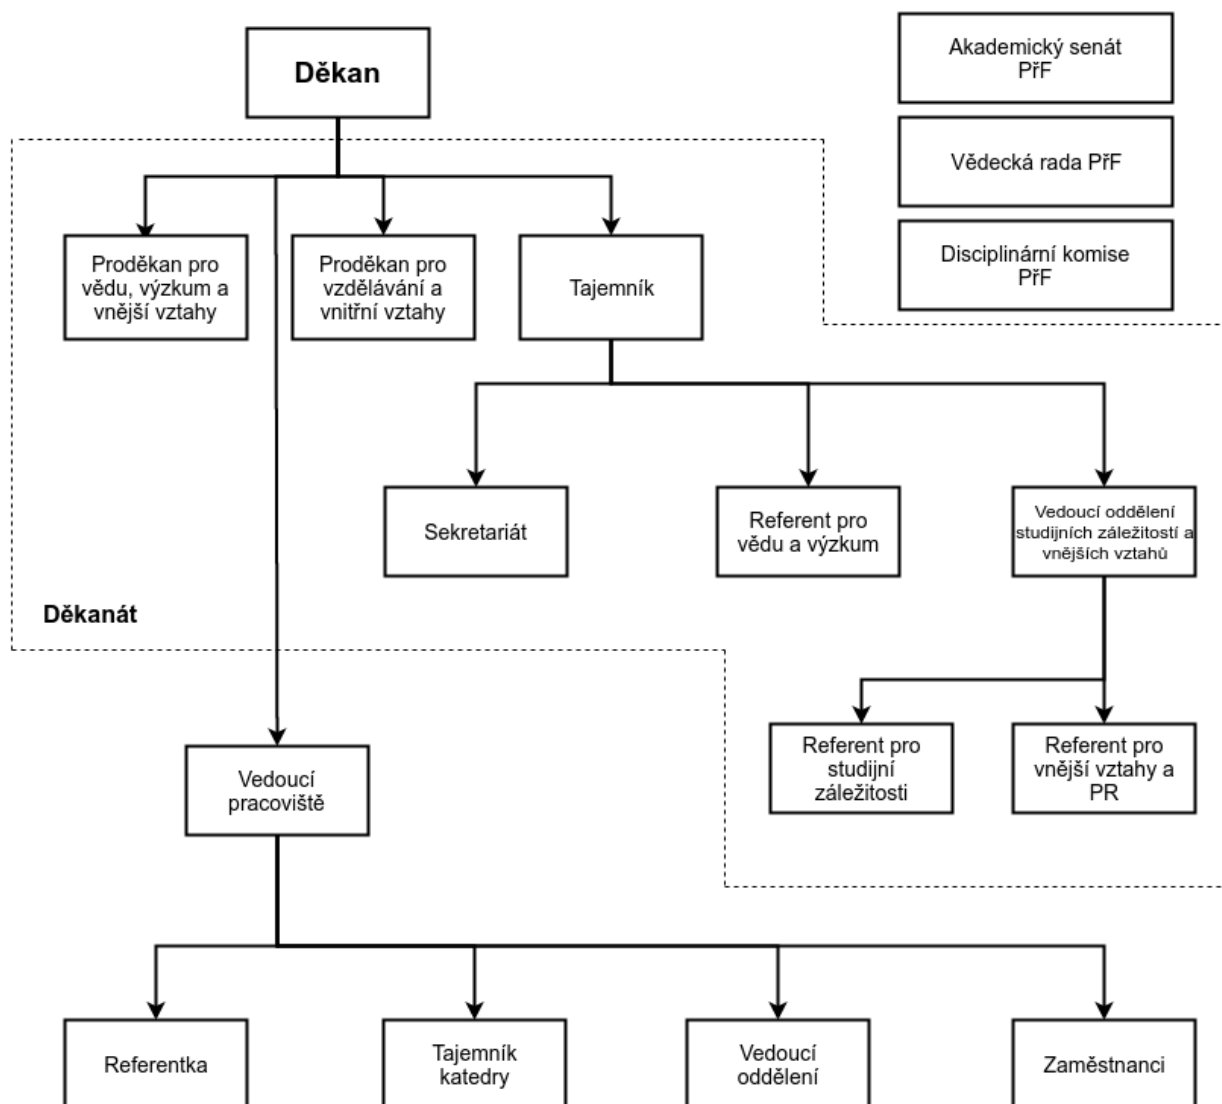 Děkan
Akademický senát
PřF
Vědecká rada PřF
Disciplinární komise
PřF
Proděkan pro
vědu, výzkum a
vnější vztahy
Proděkan pro
vzdělávání a
vnitřní vztahy
Tajemník
Sekretariát
Referent pro
vědu a výzkum
Vedoucí oddělení
studijních záležitostí a
vnějších vztahů
Děkanát
Referent pro
studijní
záležitosti
Referent pro
vnější vztahy a
PR
Vedoucí
pracoviště
Referentka
Tajemník
katedry
Vedoucí
oddělení
Zaměstnanci